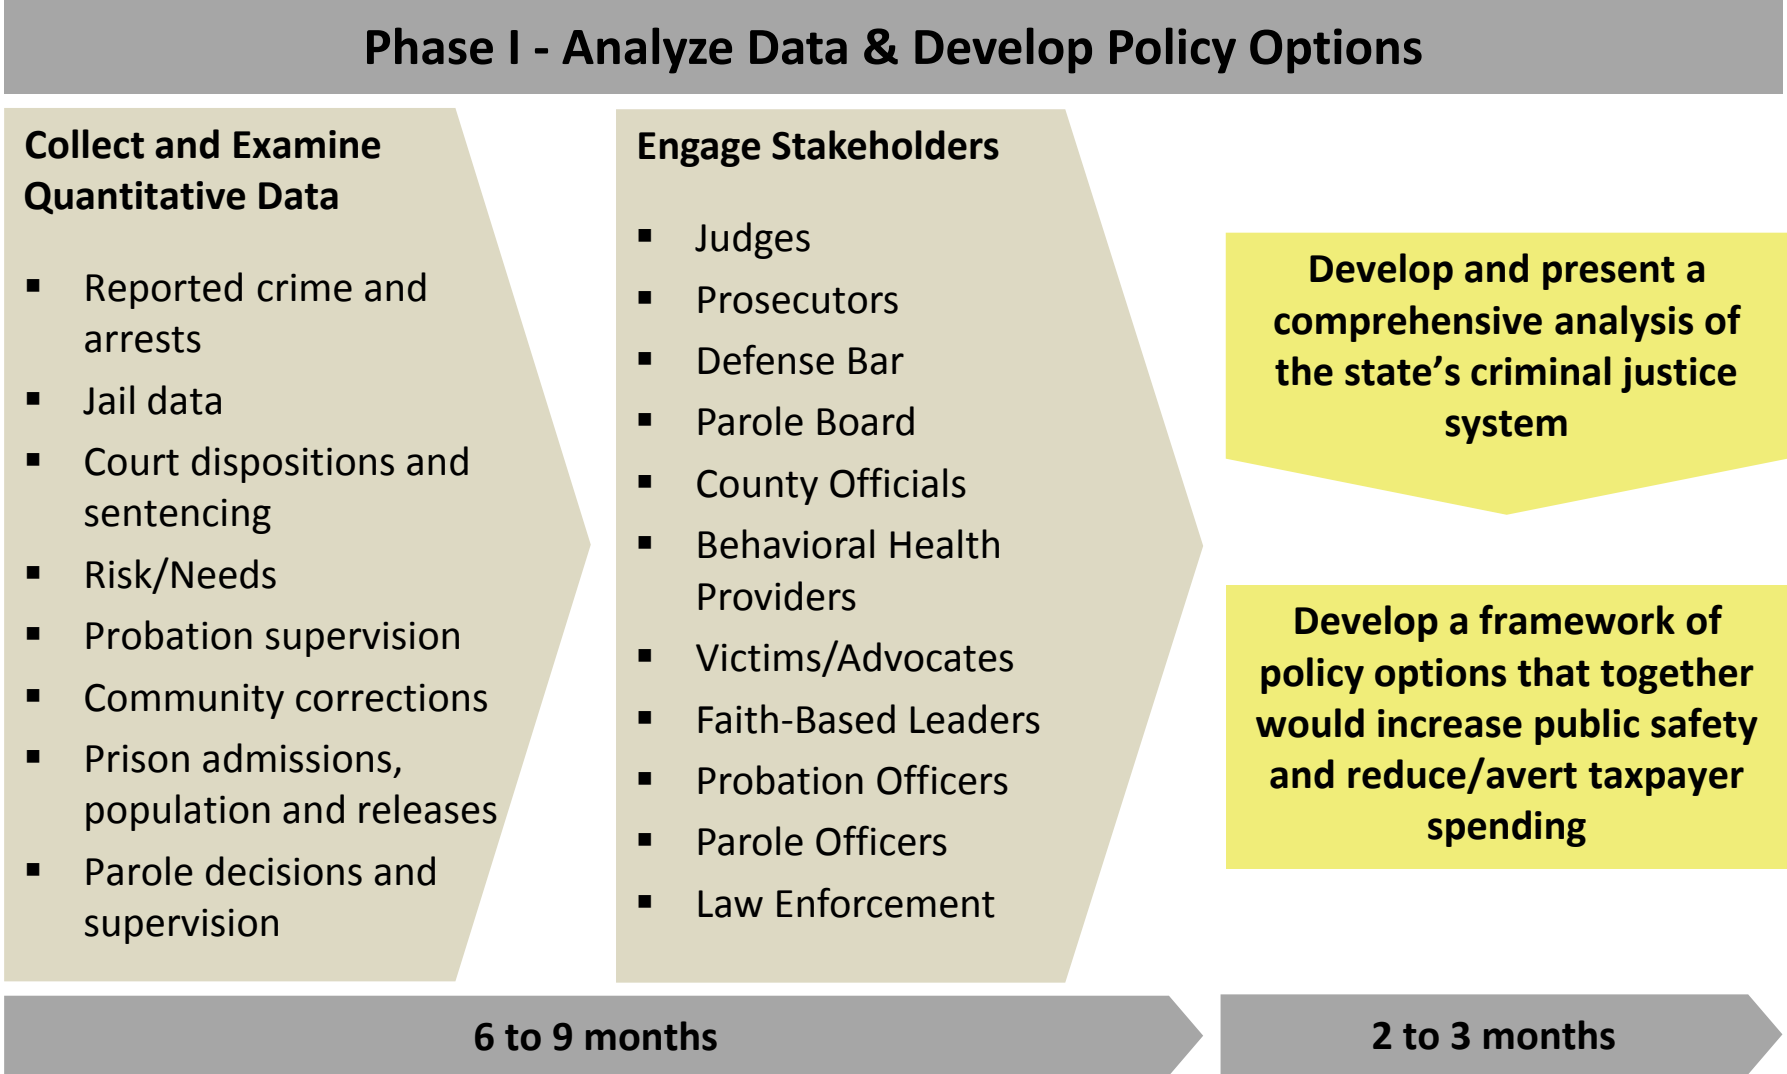 Phase I - Analyze Data & Develop Policy Options
Collect and Examine
Quantitative Data
▪ Reported crime and
arrests
▪ Jail data
▪ Court dispositions and
sentencing
▪ Risk/Needs
▪ Probation supervision
▪ Community corrections
▪ Prison admissions,
population and releases
▪ Parole decisions and
supervision
Engage Stakeholders
▪ Judges
▪ Prosecutors
▪ Defense Bar
▪ Parole Board
▪ County Officials
▪ Behavioral Health
Providers
▪ Victims/Advocates
▪ Faith-Based Leaders
▪ Probation Officers
▪ Parole Officers
▪ Law Enforcement
Develop and present a
comprehensive analysis of
the state’s criminal justice
system
Develop a framework of
policy options that together
would increase public safety
and reduce/avert taxpayer
spending
6 to 9 months
2 to 3 months